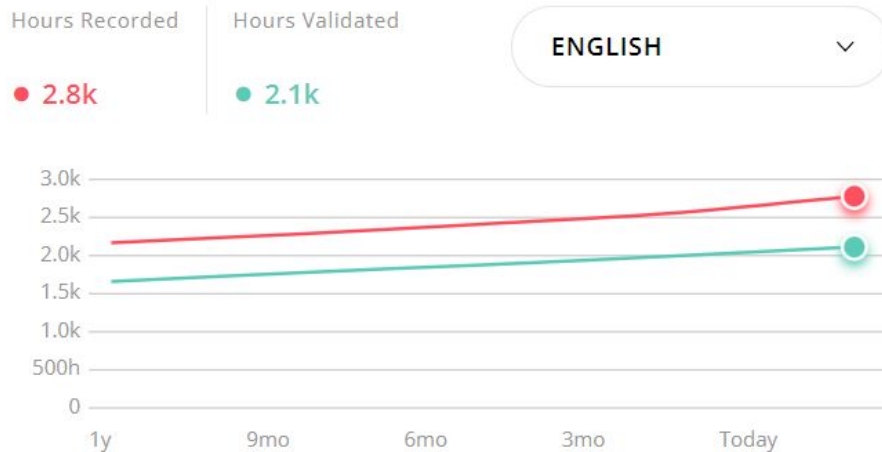 Hours Recorded Hours Validated
ENGLISH
2.8k 2.1k
3.0k
2.5k
2.0k
1.5k
1.0k
500h
0
1y 9mo 6mo 3mo Today